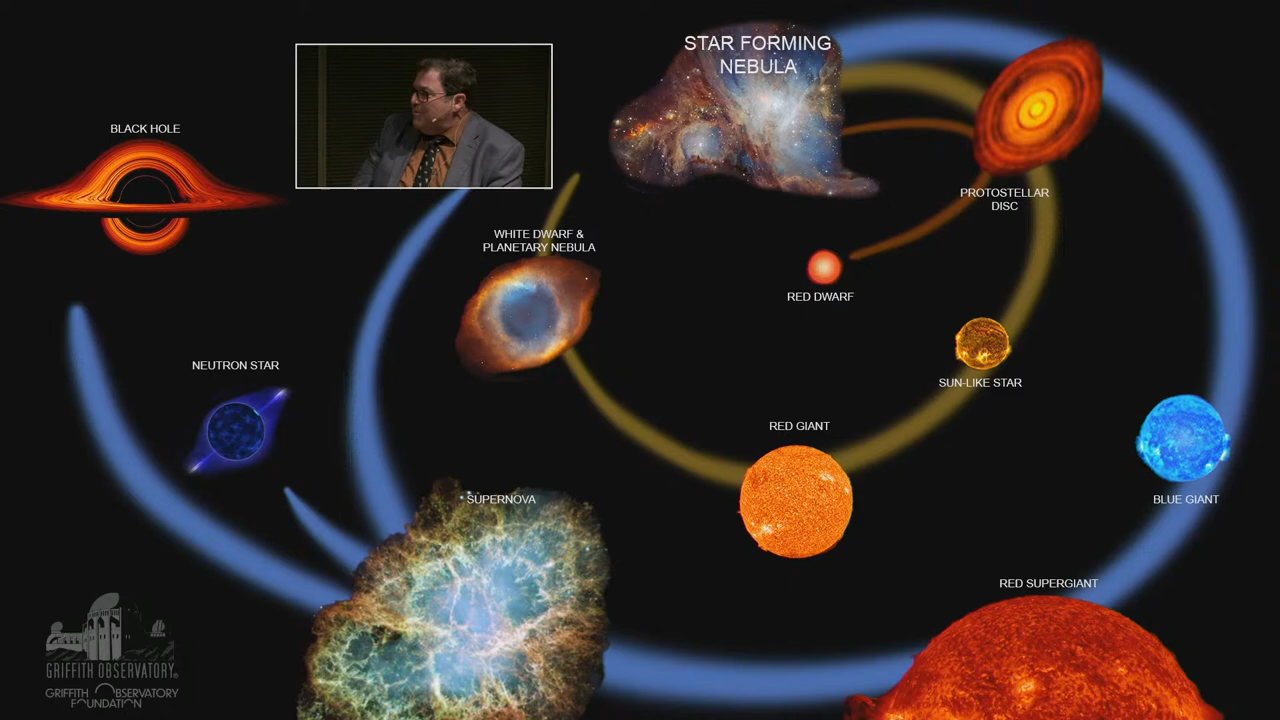 STAR FORMING
NEBULA
BLACK HOLE
PROTOSTELLAR
DISC
WHITE DWARF &
PLANETARY NEBULA
RED DWARF
NEUTRON STAR
SUN-LIKE STAR
RED GIANT
SUPERNOVA
BLUE GIANT
RED SUPERGIANT
GRIFFITH OBSERVATORY
GRIFFITH OBSERVATORY
FOUNDATION